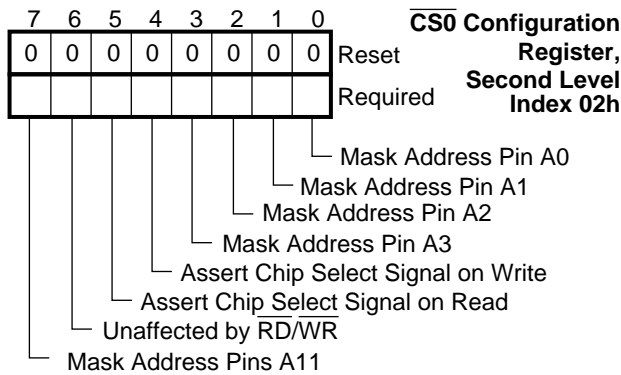 7 6 5 4 3 2 1 0
CS0 Configuration
Register,
Second Level
Index 02h
0 0 0 0 0 0 0 0 Reset
Required
Mask Address Pin A0
Mask Address Pin A1
Mask Address Pin A2
Mask Address Pin A3
Assert Chip Select Signal on Write
Assert Chip Select Signal on Read
Unaffected by RD/WR
Mask Address Pins A11